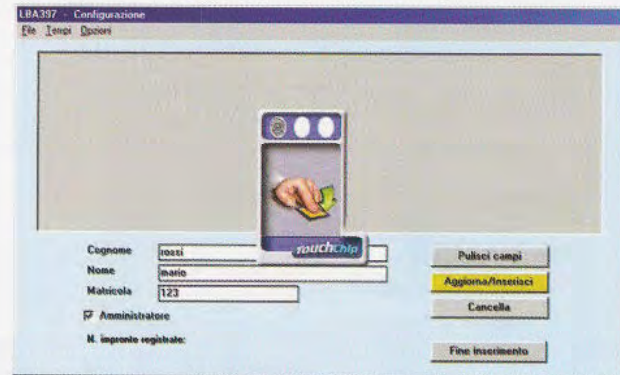 LBA397 - Configurazione
File Tempi Opzioni
TouchChip
Cognome rossi
Nome mario
Matricola 123
Amministratore
N. impronte registrate:
Pulisci campi
Aggiorna/Inserisci
Cancella
Fine inserimento